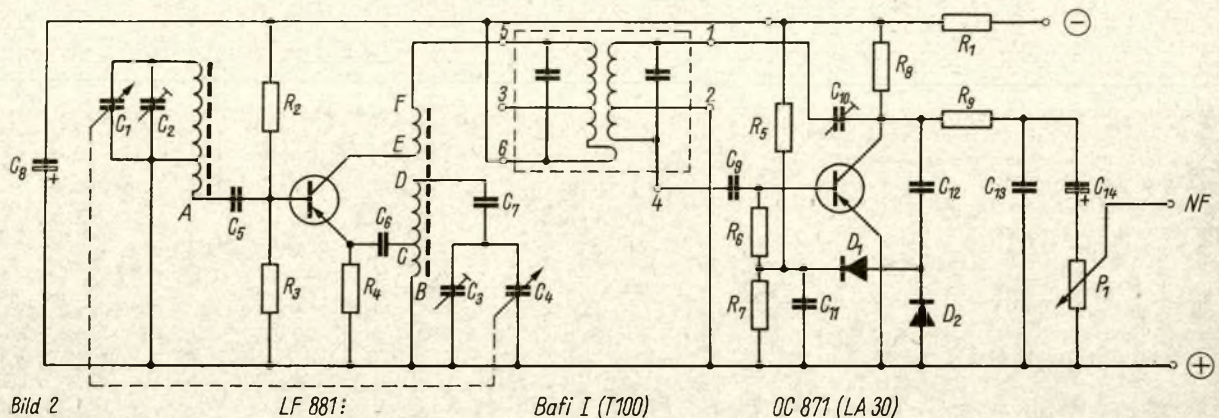 5
1
R₁
⊖
C₁
C₂
R₂
F
3
2
R₈
C₁₀
R₉
E
R₅
C₈
+
6
D
A
C₅
C₆
C₇
4
C₉
C₁₂
C₁₃
C₁₄
+
NF
R₆
D₁
C
R₃
R₄
B
C₃
C₄
R₇
C₁₁
D₂
P₁
⊕
Bild 2 LF 881: Bafi I (T100) OC 871 (LA 30)